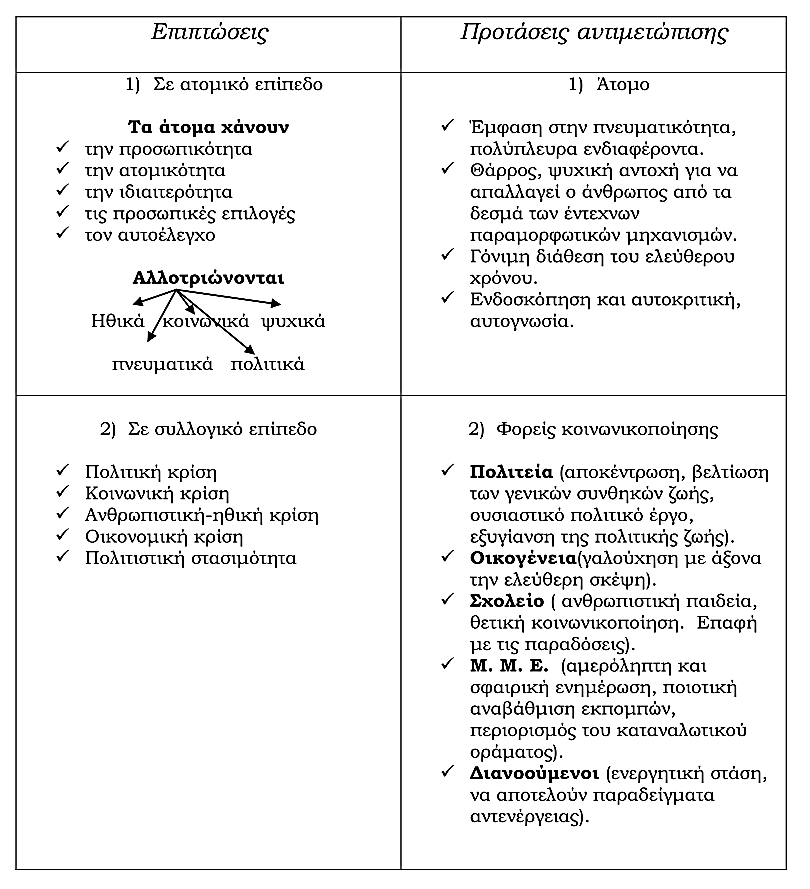 Επιπτώσεις
Προτάσεις αντιμετώπισης
1) Σε ατομικό επίπεδο
Τα άτομα χάνουν
✓ την προσωπικότητα
✓ την ατομικότητα
✓ την ιδιαιτερότητα
✓ τις προσωπικές επιλογές
✓ τον αυτοέλεγχο
Αλλοτριώνονται
Ηθικά κοινωνικά ψυχικά
πνευματικά πολιτικά
1) Άτομο
✓ Έμφαση στην πνευματικότητα,
πολύπλευρα ενδιαφέροντα.
✓ Θάρρος, ψυχική αντοχή για να
απαλλαγεί ο άνθρωπος από τα
δεσμά των έντεχνων
παραμορφωτικών μηχανισμών.
✓ Γόνιμη διάθεση του ελεύθερου
χρόνου.
✓ Ενδοσκόπηση και αυτοκριτική,
αυτογνωσία.
2) Σε συλλογικό επίπεδο
✓ Πολιτική κρίση
✓ Κοινωνική κρίση
✓ Ανθρωπιστική-ηθική κρίση
✓ Οικονομική κρίση
✓ Πολιτιστική στασιμότητα
2) Φορείς κοινωνικοποίησης
✓ Πολιτεία (αποκέντρωση, βελτίωση
των γενικών συνθηκών ζωής,
ουσιαστικό πολιτικό έργο,
εξυγίανση της πολιτικής ζωής).
✓ Οικογένεια(γαλούχηση με άξονα
την ελεύθερη σκέψη).
✓ Σχολείο ( ανθρωπιστική παιδεία,
θετική κοινωνικοποίηση. Επαφή
με τις παραδόσεις).
✓ Μ. Μ. Ε. (αμερόληπτη και
σφαιρική ενημέρωση, ποιοτική
αναβάθμιση εκπομπών,
περιορισμός του καταναλωτικού
οράματος).
✓ Διανοούμενοι (ενεργητική στάση,
να αποτελούν παραδείγματα
αντενέργειας).